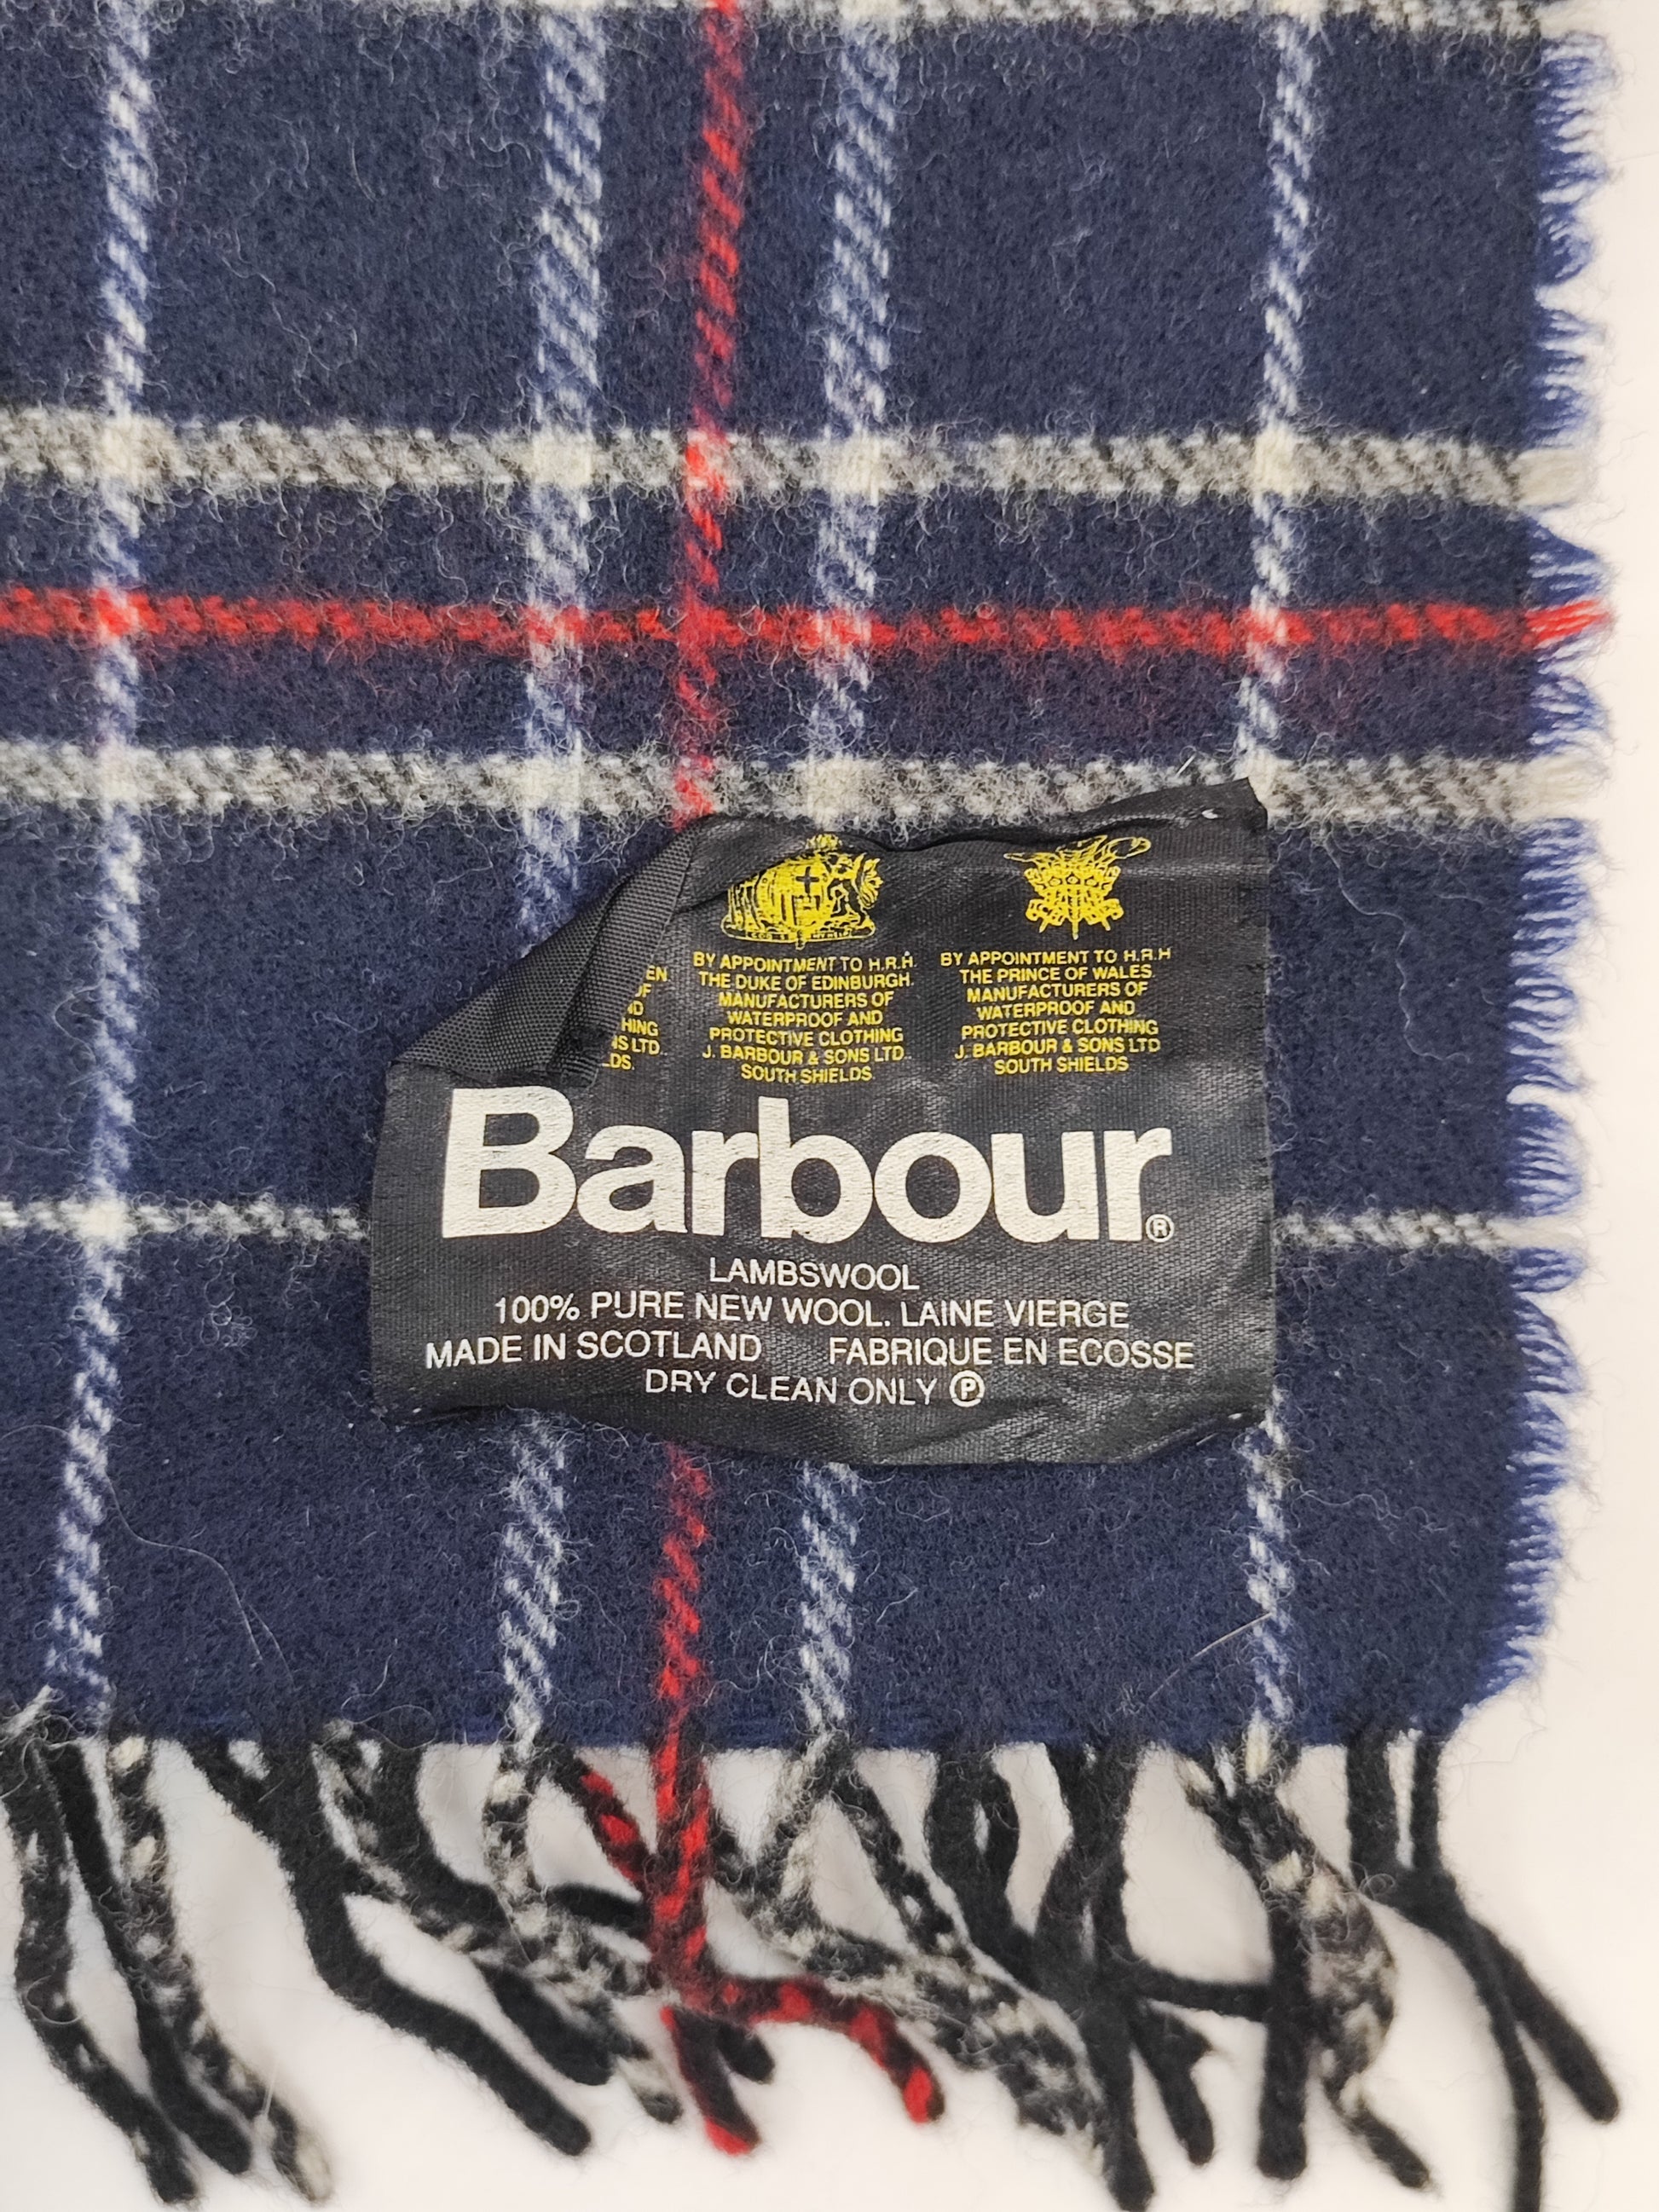 BY APPOINTMENT TO H.R.H.
THE DUKE OF EDINBURGH.
MANUFACTURERS OF
WATERPROOF AND
PROTECTIVE CLOTHING
J. BARBOUR & SONS LTD.
SOUTH SHIELDS.
BY APPOINTMENT TO H.R.H
THE PRINCE OF WALES
MANUFACTURERS OF
WATERPROOF AND
PROTECTIVE CLOTHING
J. BARBOUR & SONS LTD
SOUTH SHIELDS
Barbour®
LAMBSWOOL
100% PURE NEW WOOL. LAINE VIERGE
MADE IN SCOTLAND FABRIQUE EN ECOSSE
DRY CLEAN ONLY Ⓟ